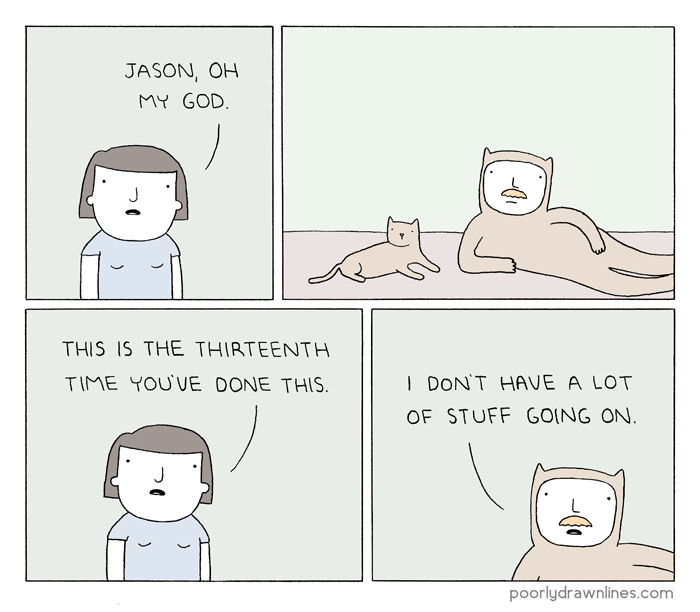 JASON, OH
MY GOD.
THIS IS THE THIRTEENTH
TIME YOU'VE DONE THIS.
I DON'T HAVE A LOT
OF STUFF GOING ON.
poorlydrawnlines.com